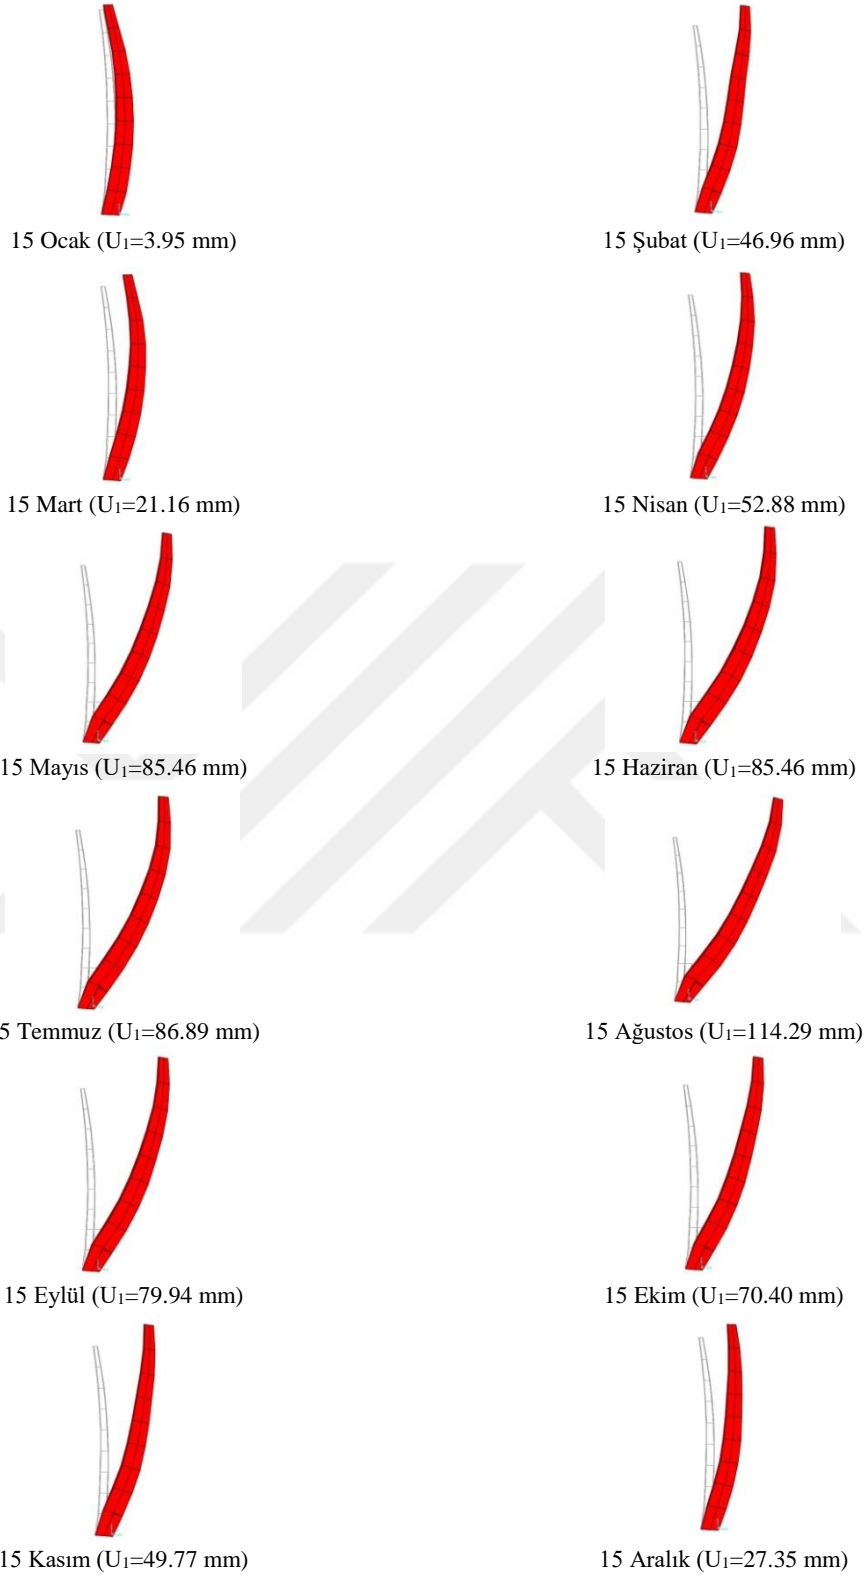 15 Ocak (U1=3.95 mm)
15 Şubat (U1=46.96 mm)
15 Mart (U1=21.16 mm)
15 Nisan (U1=52.88 mm)
15 Mayıs (U1=85.46 mm)
15 Haziran (U1=85.46 mm)
5 Temmuz (U1=86.89 mm)
15 Ağustos (U1=114.29 mm)
15 Eylül (U1=79.94 mm)
15 Ekim (U1=70.40 mm)
15 Kasım (U1=49.77 mm)
15 Aralık (U1=27.35 mm)